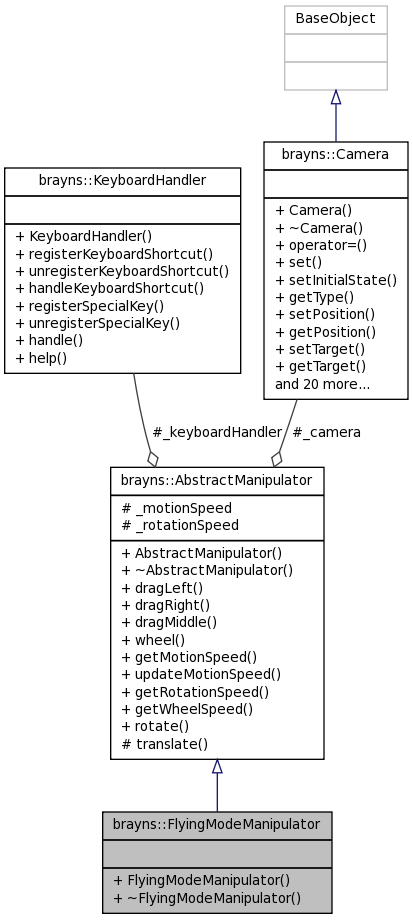 BaseObject
brayns::KeyboardHandler
+ KeyboardHandler()
+ registerKeyboardShortcut()
+ unregisterKeyboardShortcut()
+ handleKeyboardShortcut()
+ registerSpecialKey()
+ unregisterSpecialKey()
+ handle()
+ help()
brayns::Camera
+ Camera()
+ ~Camera()
+ operator=()
+ set()
+ setInitialState()
+ getType()
+ setPosition()
+ getPosition()
+ setTarget()
+ getTarget()
and 20 more...
#_keyboardHandler
#_camera
brayns::AbstractManipulator
# _motionSpeed
# _rotationSpeed
+ AbstractManipulator()
+ ~AbstractManipulator()
+ dragLeft()
+ dragRight()
+ dragMiddle()
+ wheel()
+ getMotionSpeed()
+ updateMotionSpeed()
+ getRotationSpeed()
+ getWheelSpeed()
+ rotate()
# translate()
brayns::FlyingModeManipulator
+ FlyingModeManipulator()
+ ~FlyingModeManipulator()